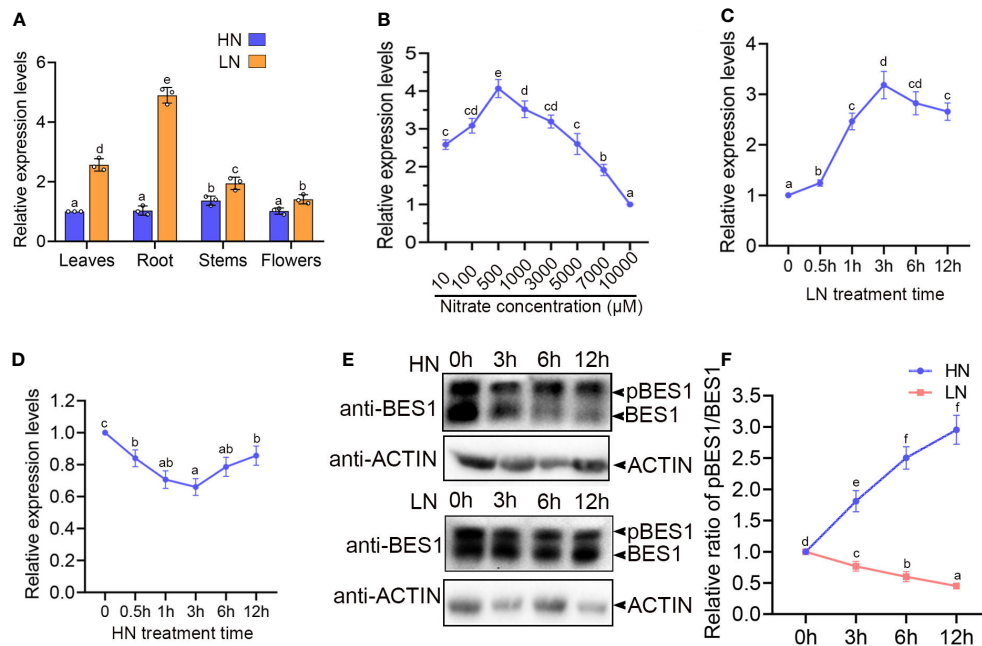 A
HN
LN
Relative expression levels
6
4
2
0
a
d
a
e
b
c
a
b
Leaves
Root
Stems
Flowers
B
Relative expression levels
5
4
3
2
1
0
c
cd
e
d
cd
c
b
a
10
100
500
1000
3000
5000
7000
10000
Nitrate concentration (μM)
C
Relative expression levels
4
3
2
1
0
a
b
c
d
cd
c
0 0.5h 1h 3h 6h 12h
LN treatment time
D
Relative expression levels
1.2
1.0
0.8
0.6
0.4
0.2
0.0
c
b
ab
a
ab
b
0 0.5h 1h 3h 6h 12h
HN treatment time
E
HN 0h 3h 6h 12h
anti-BES1
pBES1
BES1
anti-ACTIN
ACTIN
LN 0h 3h 6h 12h
anti-BES1
pBES1
BES1
anti-ACTIN
ACTIN
F
HN
LN
Relative ratio of pBES1/BES1
3.5
3.0
2.5
2.0
1.5
1.0
0.5
0.0
d
e
f
f
c
b
a
0h 3h 6h 12h